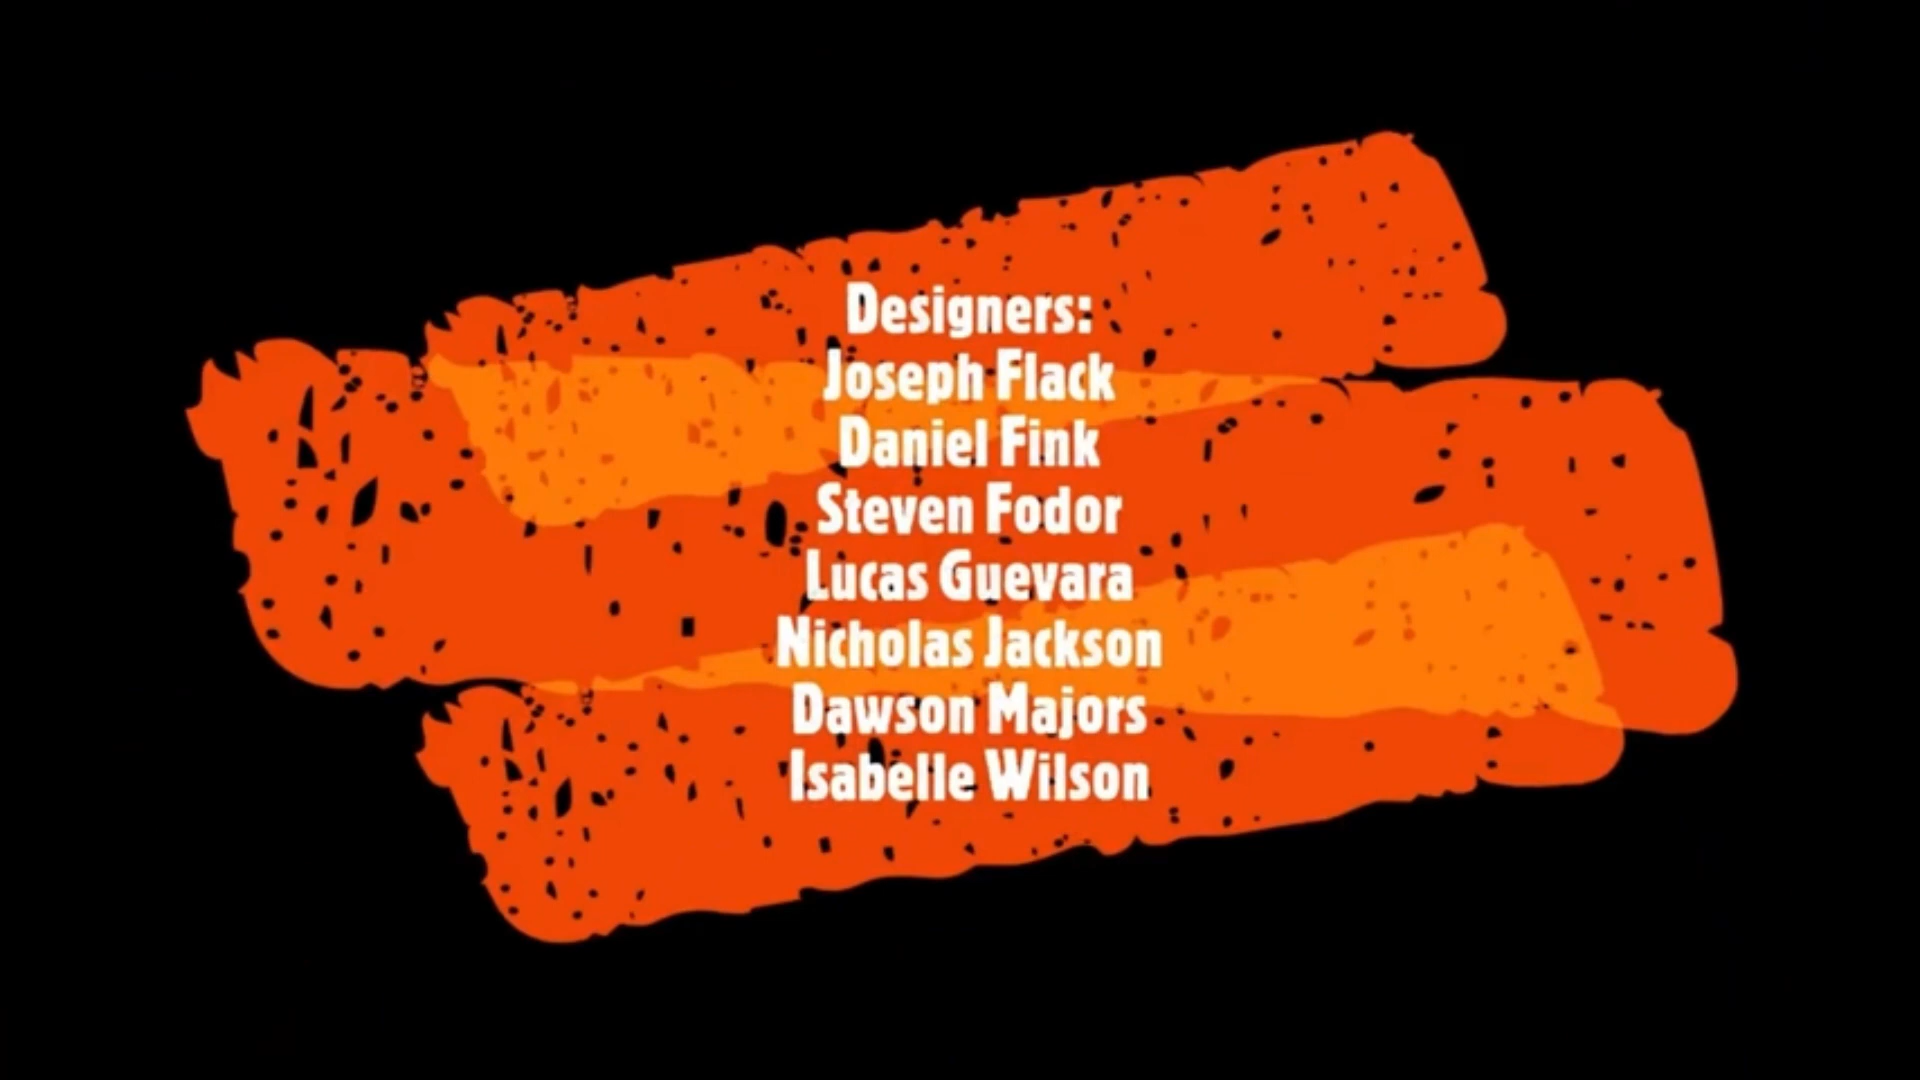 Designers:
Joseph Flack
Daniel Fink
Steven Fodor
Lucas Guevara
Nicholas Jackson
Dawson Majors
Isabelle Wilson